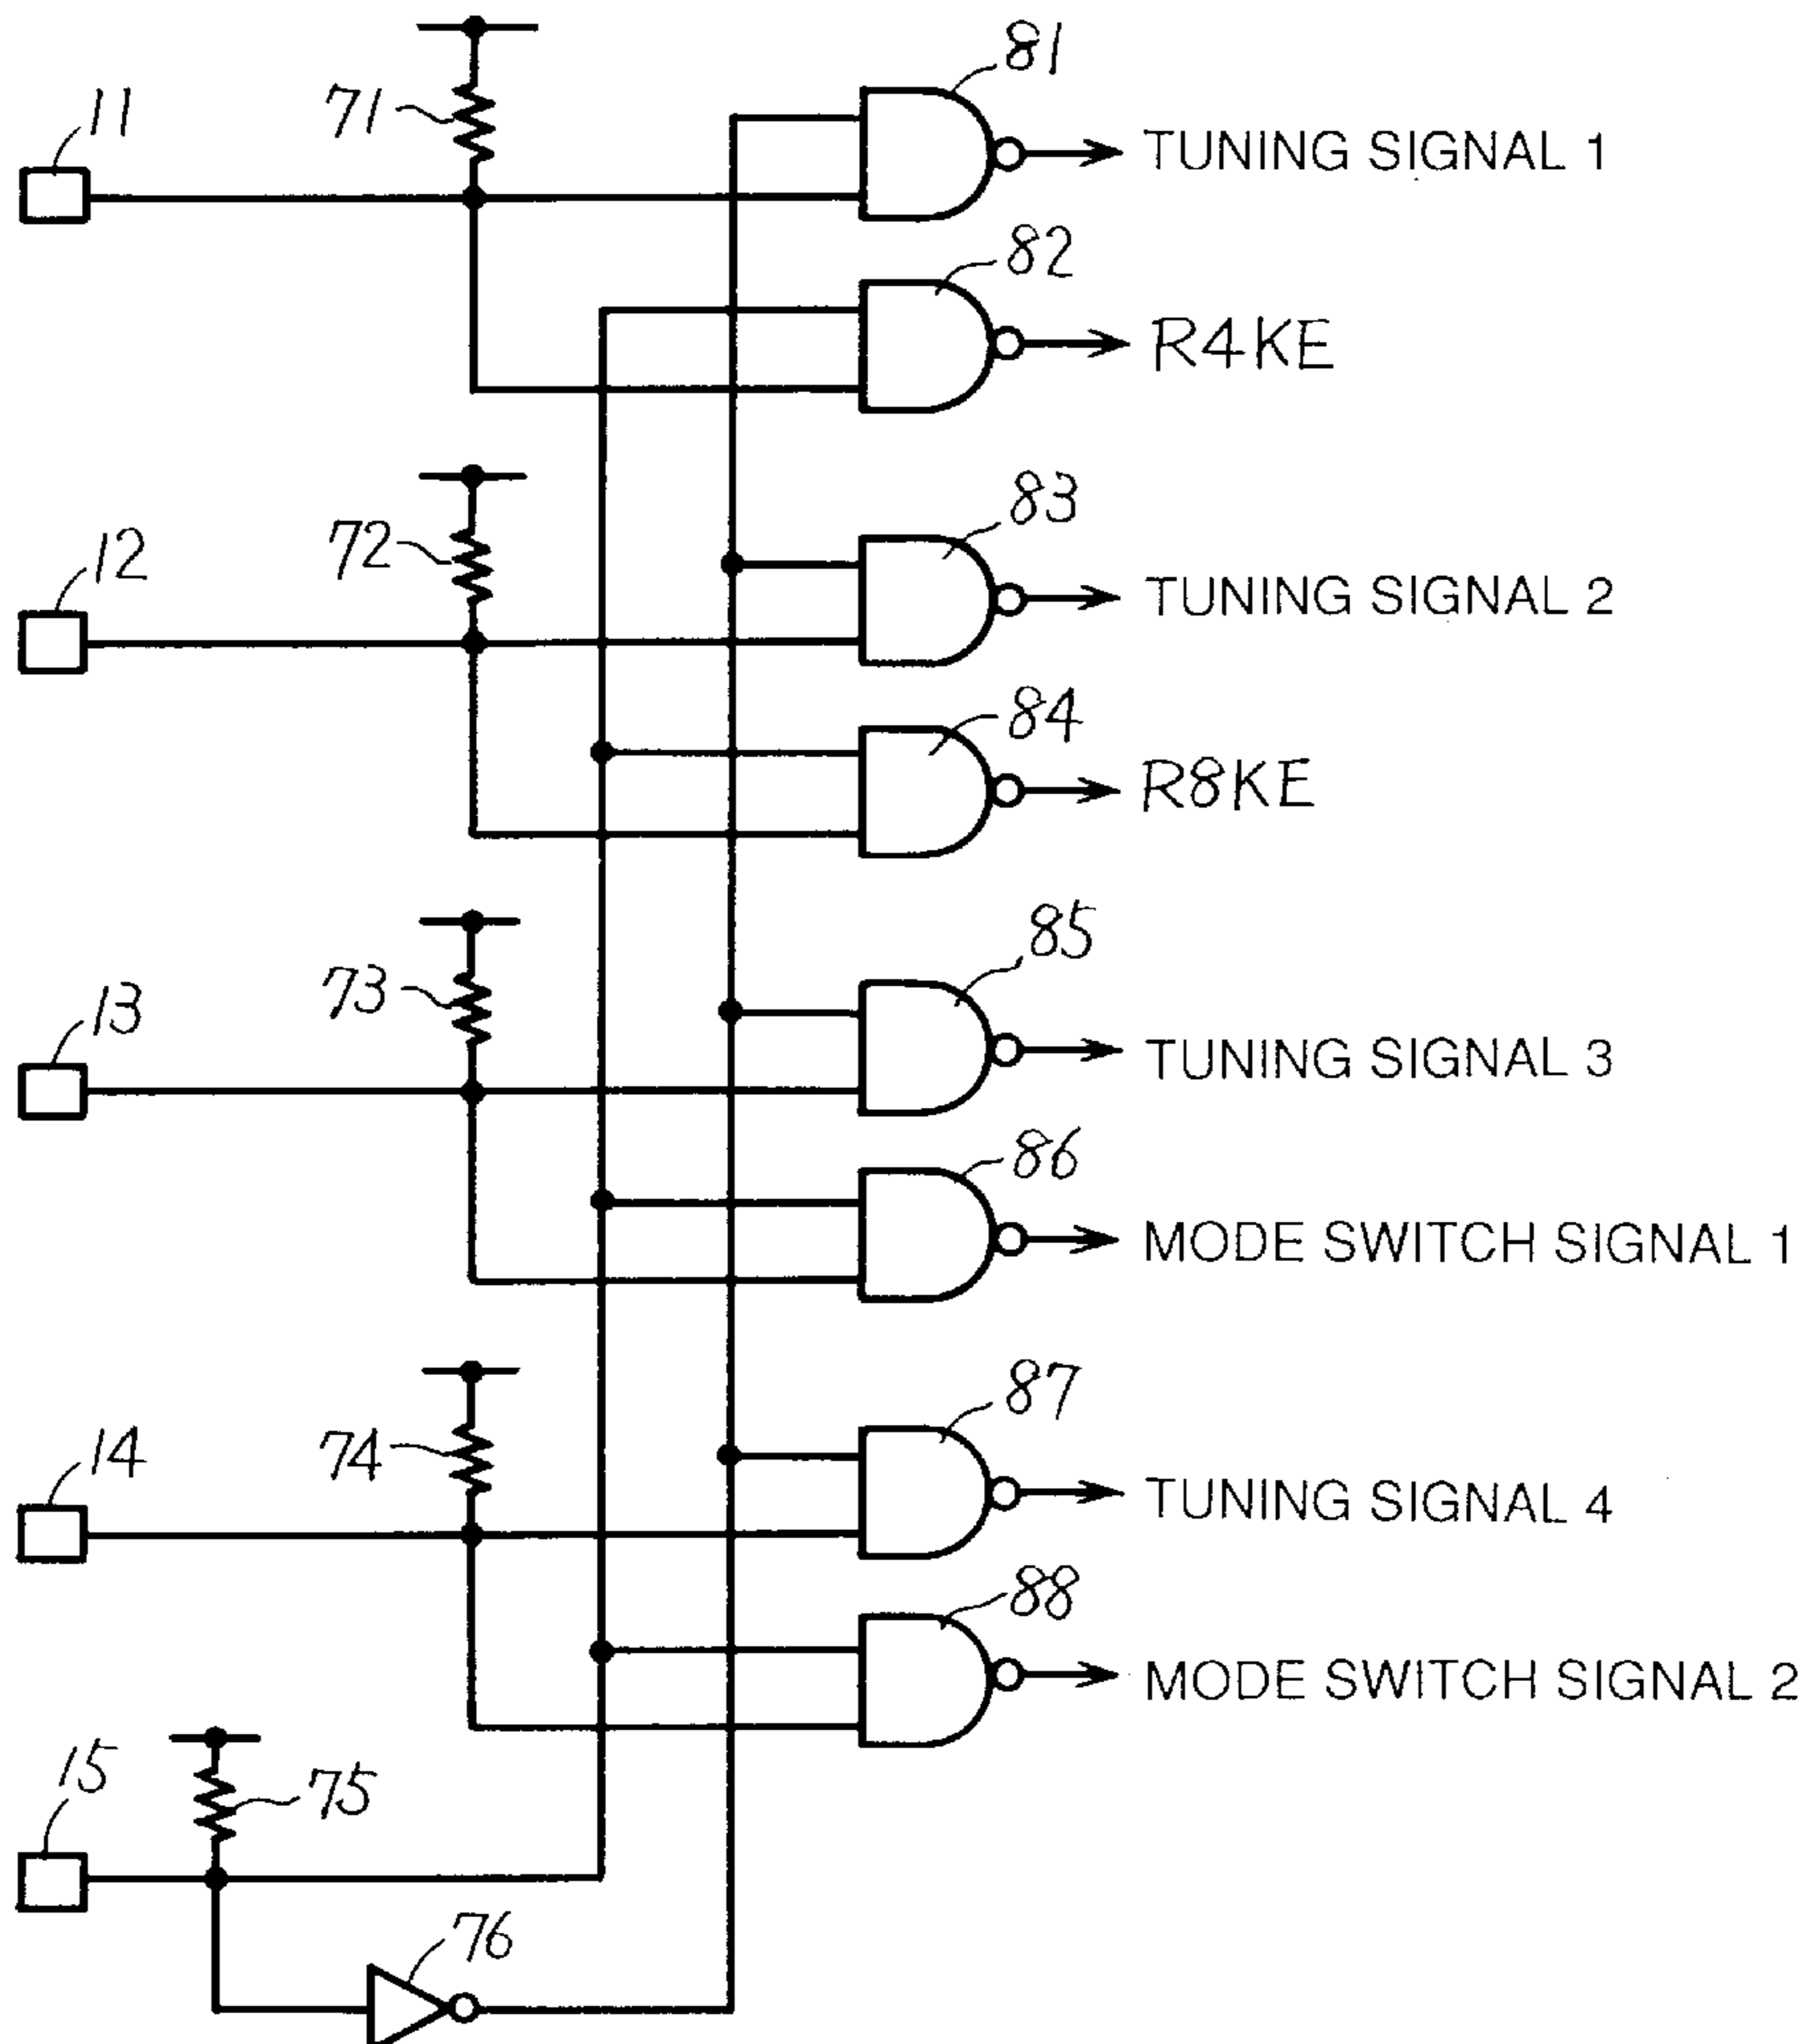 81
11
71
TUNING SIGNAL 1
82
R4KE
83
12
72
TUNING SIGNAL 2
84
R8KE
85
13
73
TUNING SIGNAL 3
86
MODE SWITCH SIGNAL 1
87
14
74
TUNING SIGNAL 4
88
MODE SWITCH SIGNAL 2
15
75
76